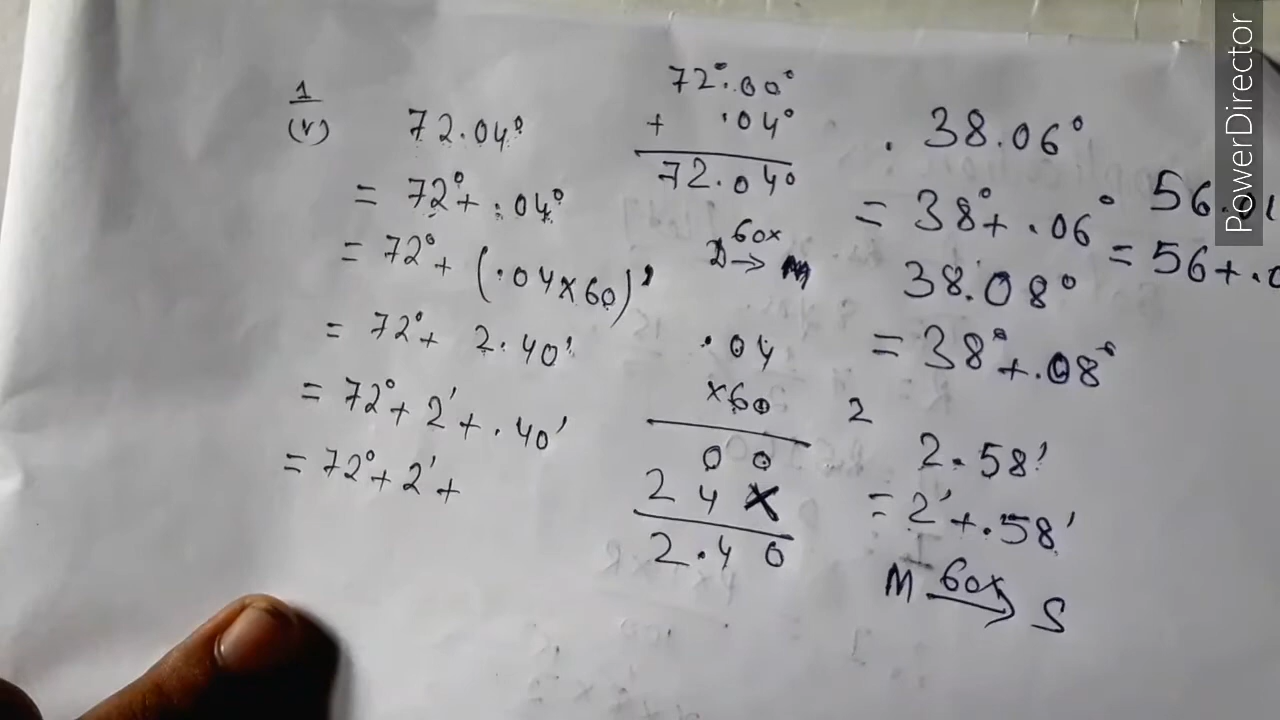 1
(v)
72.04°
= 72° + .04°
= 72° + (.04×60)'
= 72° + 2.40'
= 72° + 2' + .40'
= 72° + 2' +
72°.00°
+ .04°
72.04°
D 60× → M
.04
×60
00
24×
2.40
. 38.06°
= 38° + .06°
38.08°
= 38° + .08°
2
2.58'
= 2' + .58'
M 60× → S
56.
= 56 + .0
PowerDirector